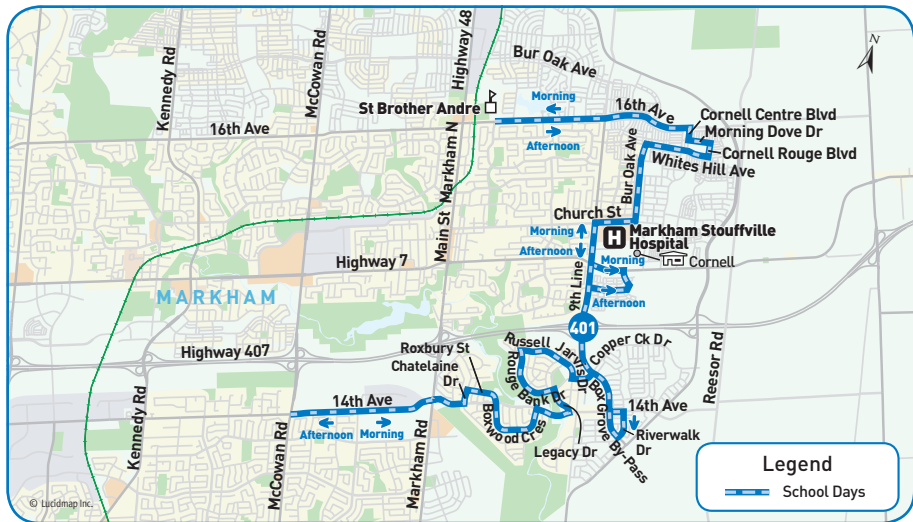 Kennedy Rd
McCowan Rd
Highway 48
Bur Oak Ave
N
St Brother Andre
Morning
16th Ave
Afternoon
Cornell Centre Blvd
Morning Dove Dr
Cornell Rouge Blvd
Whites Hill Ave
16th Ave
Main St Markham N
Bur Oak Ave
Church St
Morning
Afternoon
H
Markham Stouffville
Hospital
Cornell
Morning
Afternoon
Highway 7
9th Line
MARKHAM
401
Highway 407
Roxbury St
Chatelaine
Dr
Russell Jarvis Dr
Copper Ck Dr
Rouge Bank Dr
Box Grove By-Pass
Reesor Rd
14th Ave
Afternoon
Morning
Boxwood Cres
Legacy Dr
14th Ave
Riverwalk
Dr
Kennedy Rd
McCowan Rd
Markham Rd
Legend
School Days
© Lucidmap Inc.